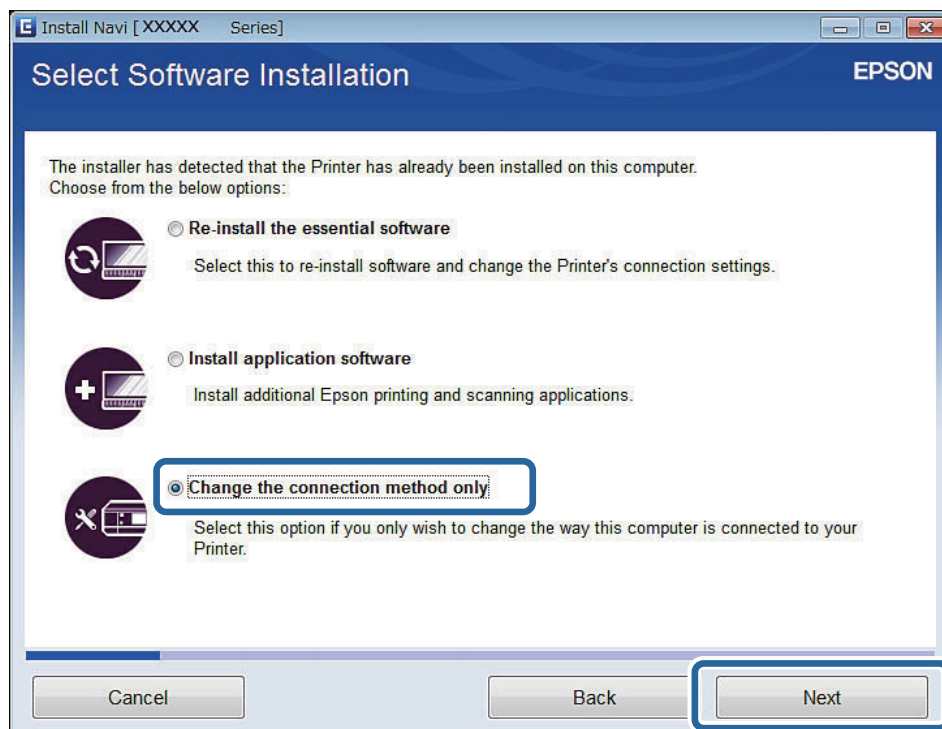 Install Navi [ XXXXX Series]
Select Software Installation
EPSON
The installer has detected that the Printer has already been installed on this computer.
Choose from the below options:
Re-install the essential software
Select this to re-install software and change the Printer's connection settings.
Install application software
Install additional Epson printing and scanning applications.
Change the connection method only
Select this option if you only wish to change the way this computer is connected to your
Printer.
Cancel
Back
Next